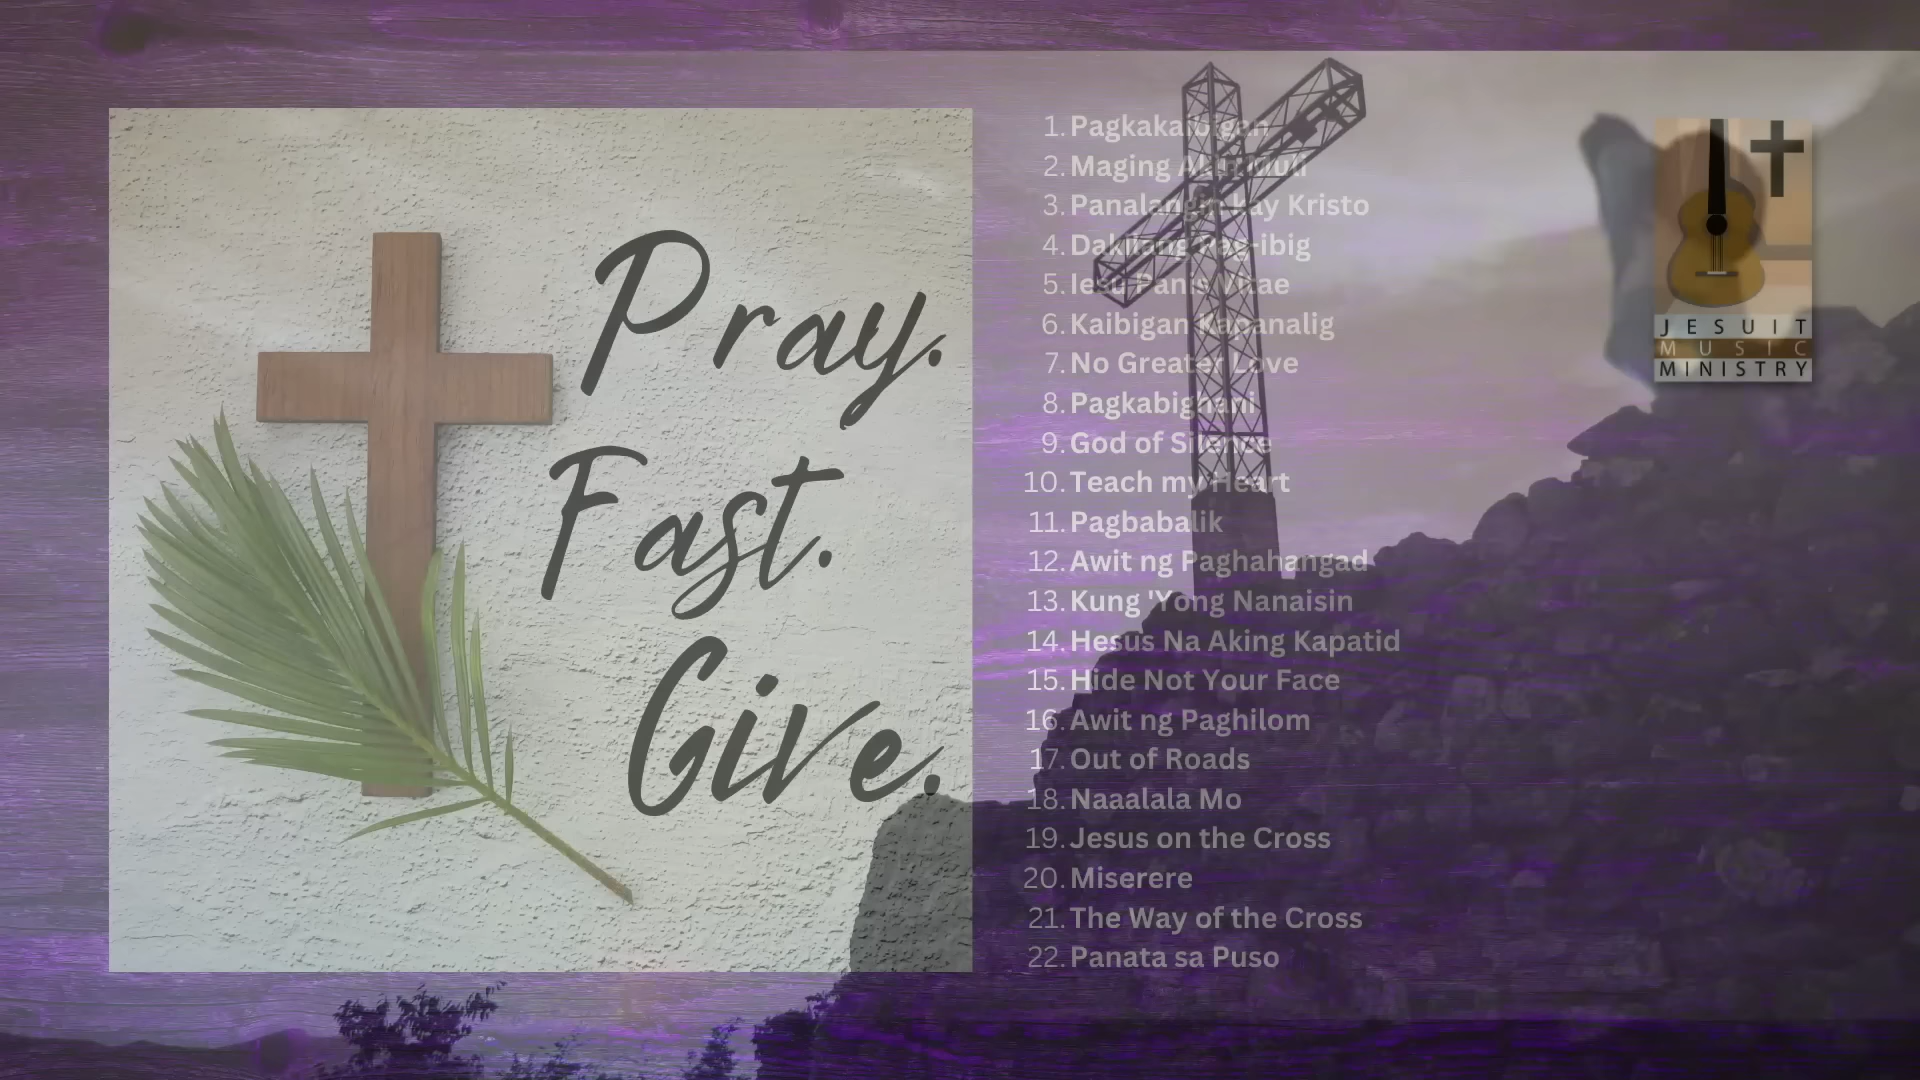 Pray.
Fast.
Give.
1. Pagkakaibigan
2. Maging Akin Muli
3. Panalangin kay Kristo
4. Dakilang Pag-ibig
5. Iesu Panis Vitae
6. Kaibigan Kapanalig
7. No Greater Love
8. Pagkabighani
9. God of Silence
10. Teach my Heart
11. Pagbabalik
12. Awit ng Paghahangad
13. Kung 'Yong Nanaisin
14. Hesus Na Aking Kapatid
15. Hide Not Your Face
16. Awit ng Paghilom
17. Out of Roads
18. Naaalala Mo
19. Jesus on the Cross
20. Miserere
21. The Way of the Cross
22. Panata sa Puso
JESUIT
MUSIC
MINISTRY